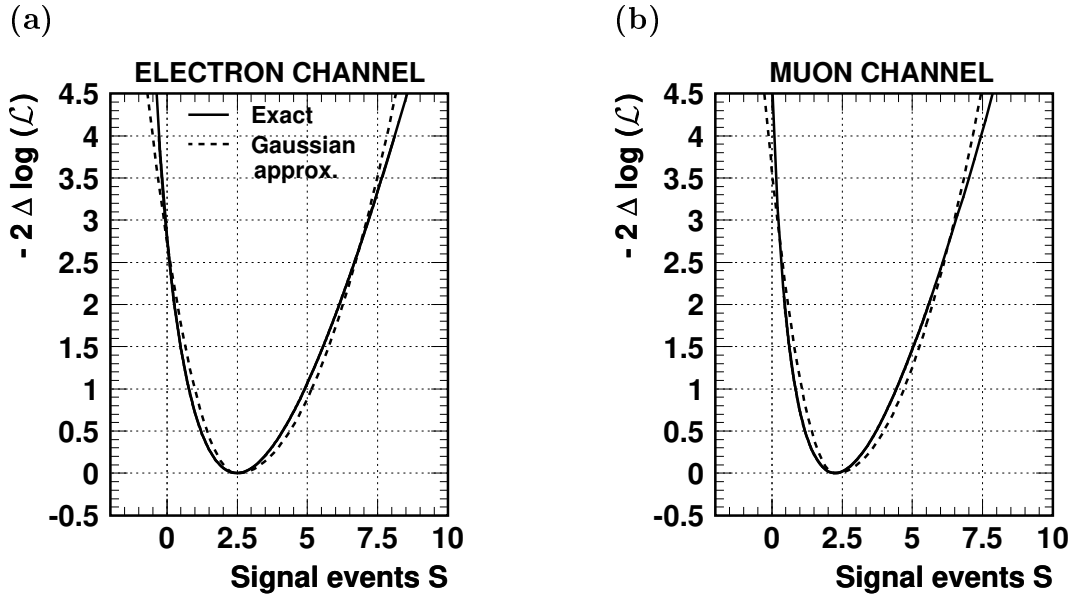 (a)
ELECTRON CHANNEL
- 2 Δ log (ℒ)
4.5
4
3.5
3
2.5
2
1.5
1
0.5
0
-0.5
Exact
Gaussian
approx.
0 2.5 5 7.5 10
Signal events S
(b)
MUON CHANNEL
- 2 Δ log (ℒ)
4.5
4
3.5
3
2.5
2
1.5
1
0.5
0
-0.5
0 2.5 5 7.5 10
Signal events S